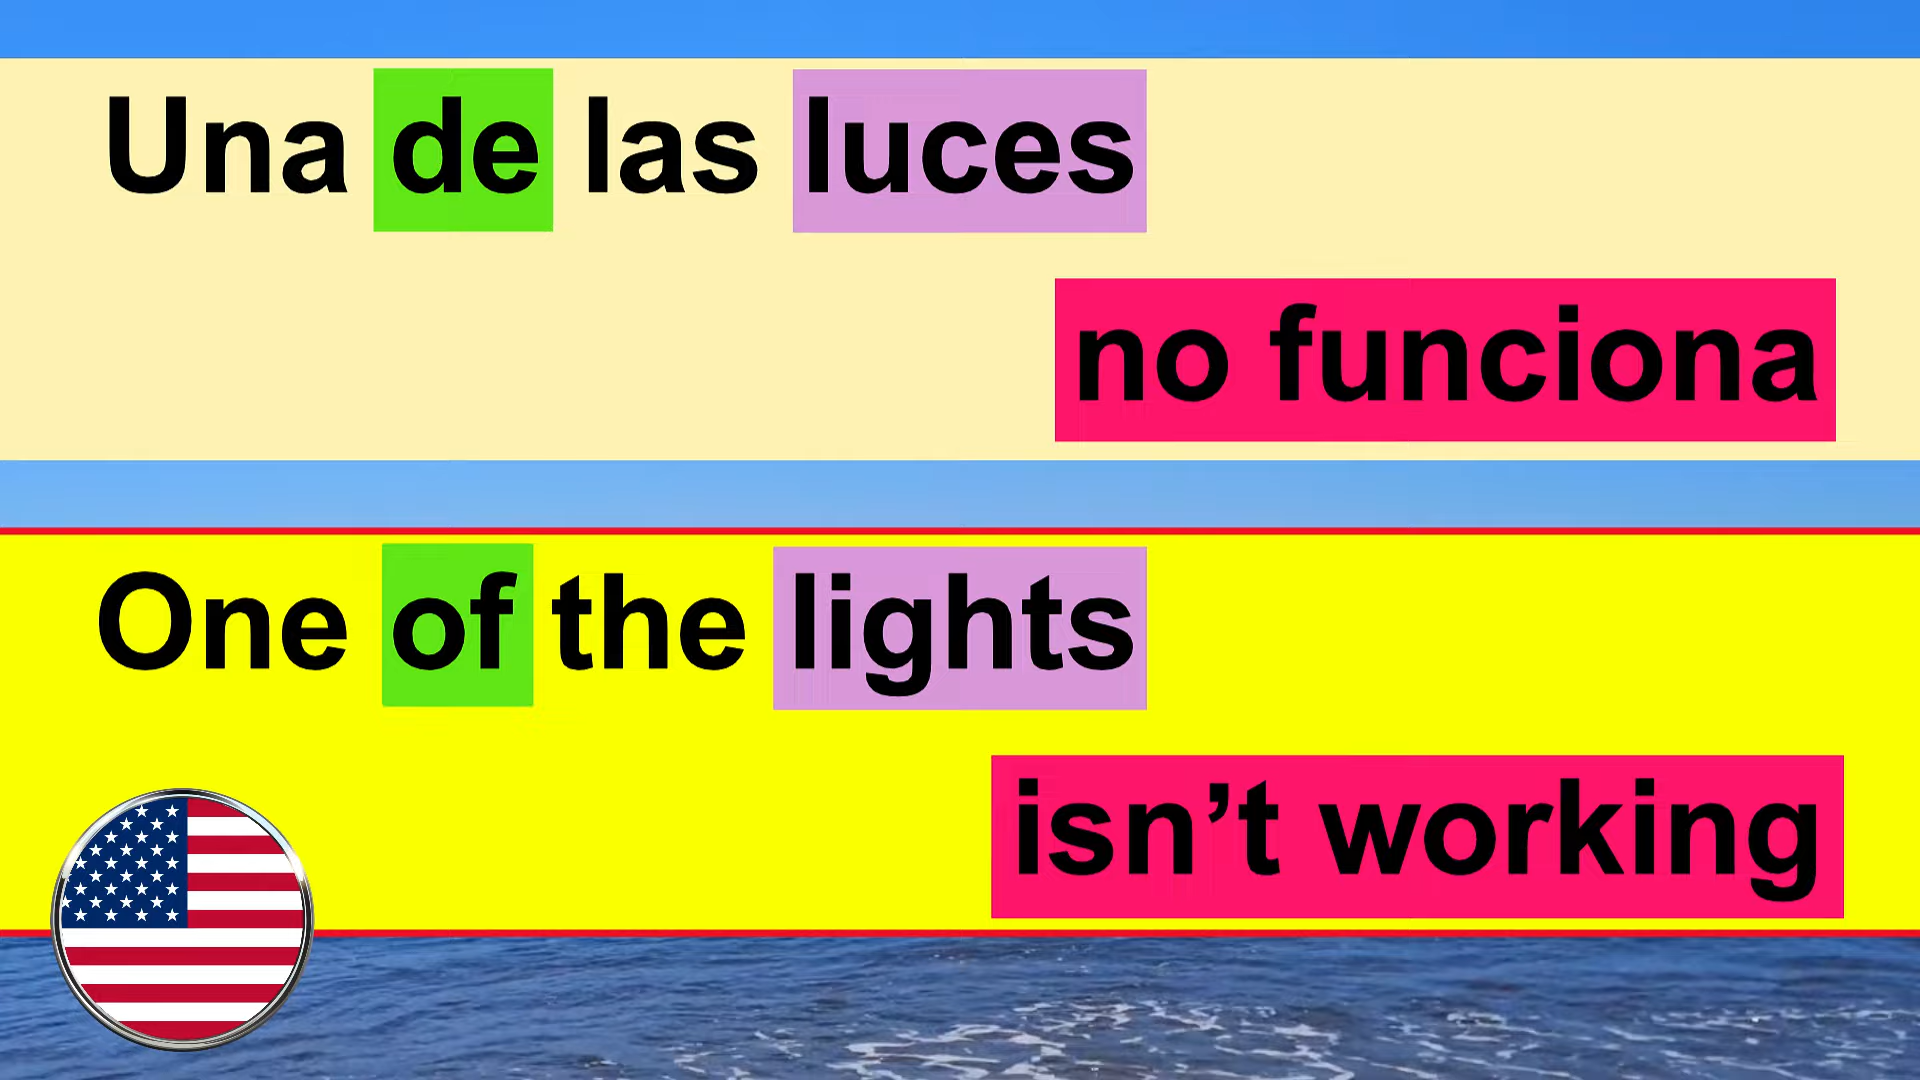 Una de las luces
no funciona
One of the lights
isn’t working